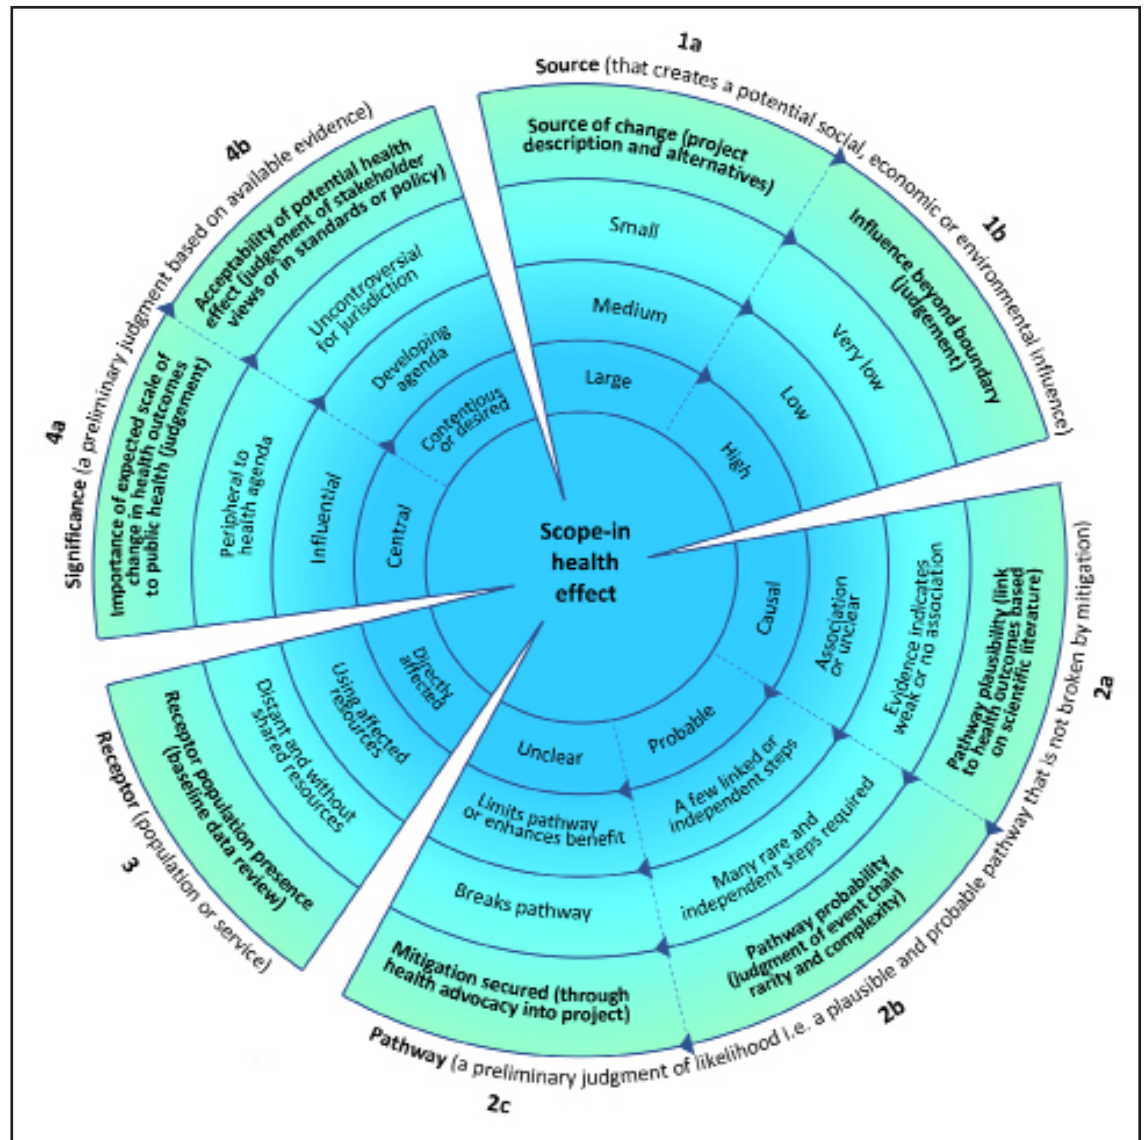 1a
Source (that creates a potential social, economic or environmental influence)
1b
Source of change (project
description and alternatives)
Small
Medium
Large
Influence beyond boundary
(judgement)
Very low
Low
High
Scope-in
health
effect
2a
Pathway plausibility (link
to health outcomes based
on scientific literature)
Evidence indicates
weak or no association
Association
or unclear
Causal
2b
Pathway probability
(judgment of event chain
rarity and complexity)
Many rare and
independent steps required
A few linked or
independent steps
Probable
2c
Pathway (a preliminary judgment of likelihood i.e. a plausible and probable pathway that is not broken by mitigation)
Mitigation secured (through
health advocacy into project)
Breaks pathway
Limits pathway
or enhances benefit
Unclear
3
Receptor (population or service)
Receptor population presence
(baseline data review)
Distant and without
shared resources
Using affected
resources
Directly
affected
4a
Significance (a preliminary judgment based on available evidence)
Importance of expected scale of
change in health outcomes
to public health (judgement)
Peripheral to
health agenda
Influential
Central
4b
Acceptability of potential health
effect (judgement of stakeholder
views or in standards or policy)
Uncontroversial
for jurisdiction
Developing
agenda
Contentious
or desired